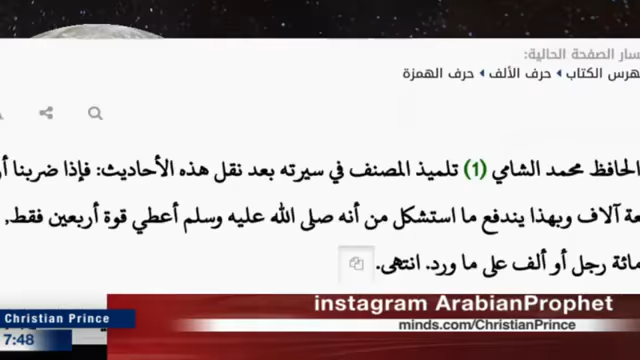 سار الصفحة الحالية:
هرس الكتاب حرف الألف حرف الهمزة
الحافظ محمد الشامي (1) تلميذ المصنف في سيرته بعد نقل هذه الأحاديث: فإذا ضربنا
عة آلاف وبهذا يندفع ما استشكل من أنه صلى الله عليه وسلم أعطي قوة أربعين فقط,
مائة رجل أو ألف على ما ورد. انتهى.
instagram ArabianProphet
Christian Prince
minds.com/ChristianPrince
7:48